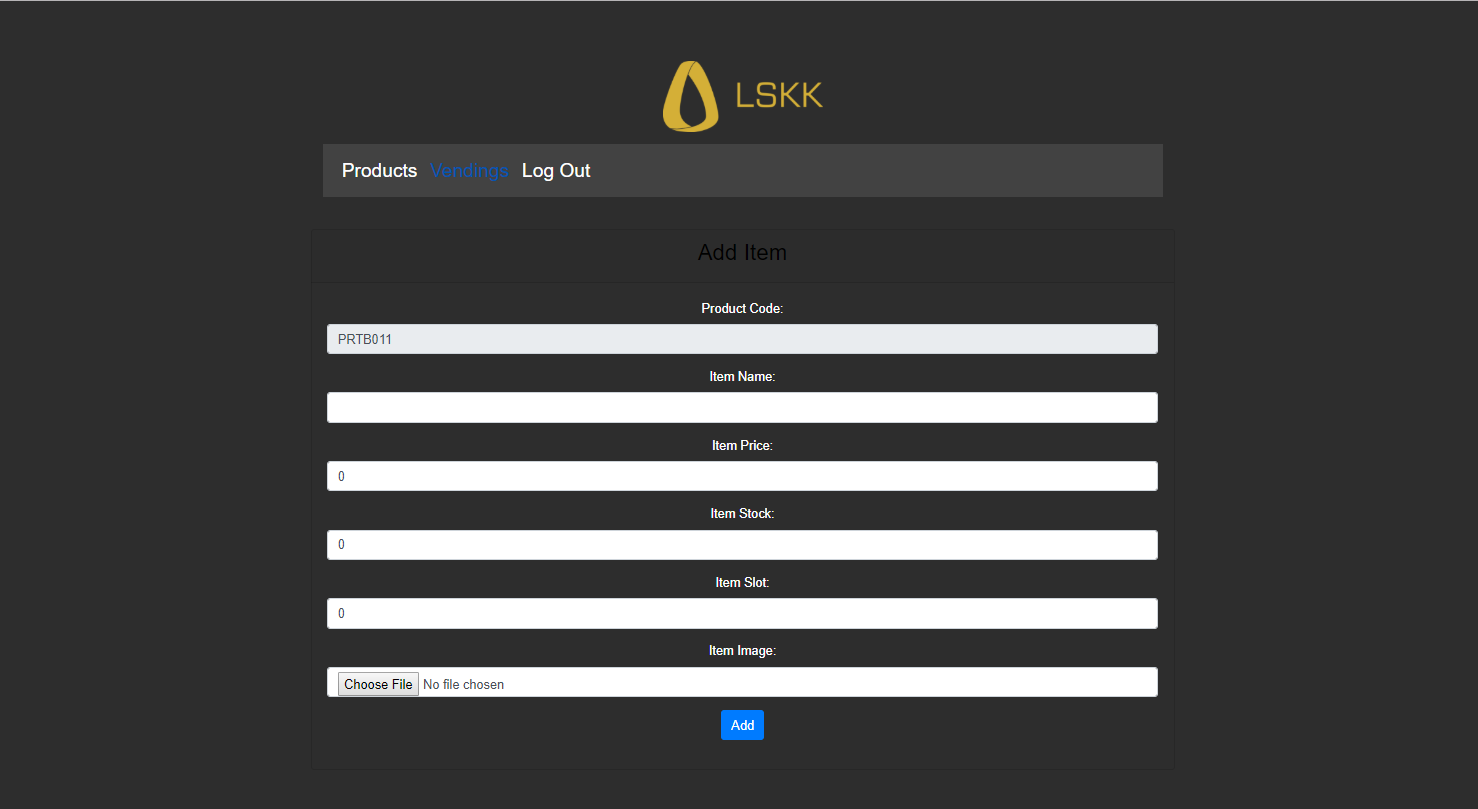 LSKK
Products Vendings Log Out
Add Item
Product Code:
PRTB011
Item Name:
Item Price:
0
Item Stock:
0
Item Slot:
0
Item Image:
Choose File No file chosen
Add